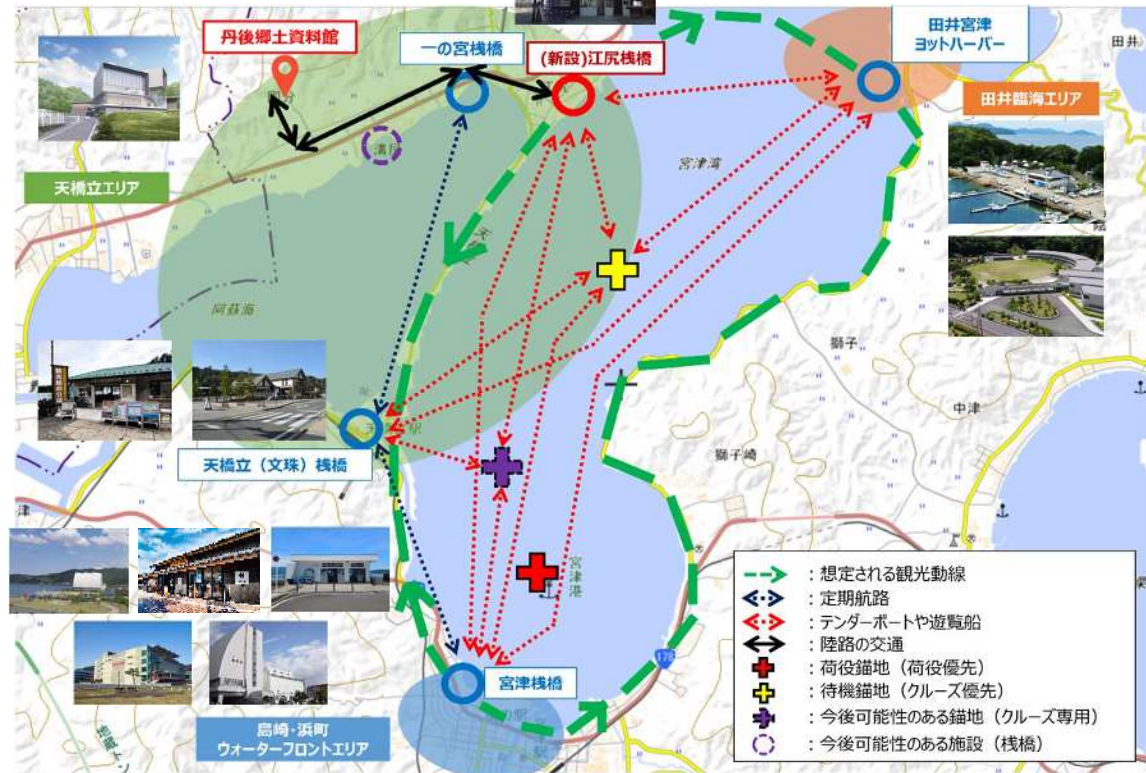 丹後郷土資料館
一の宮桟橋
(新設)江尻桟橋
田井宮津
ヨットハーバー
田井
田井臨海エリア
宮津湾
天橋立エリア
溝尻
阿蘇海
獅子
中津
獅子崎
天橋立（文珠）桟橋
津
宮津港
178
宮津桟橋
島崎・浜町
ウォーターフロントエリア
：想定される観光動線
：定期航路
：テンダーボートや遊覧船
：陸路の交通
：荷役錨地（荷役優先）
：待機錨地（クルーズ優先）
：今後可能性のある錨地（クルーズ専用）
：今後可能性のある施設（桟橋）